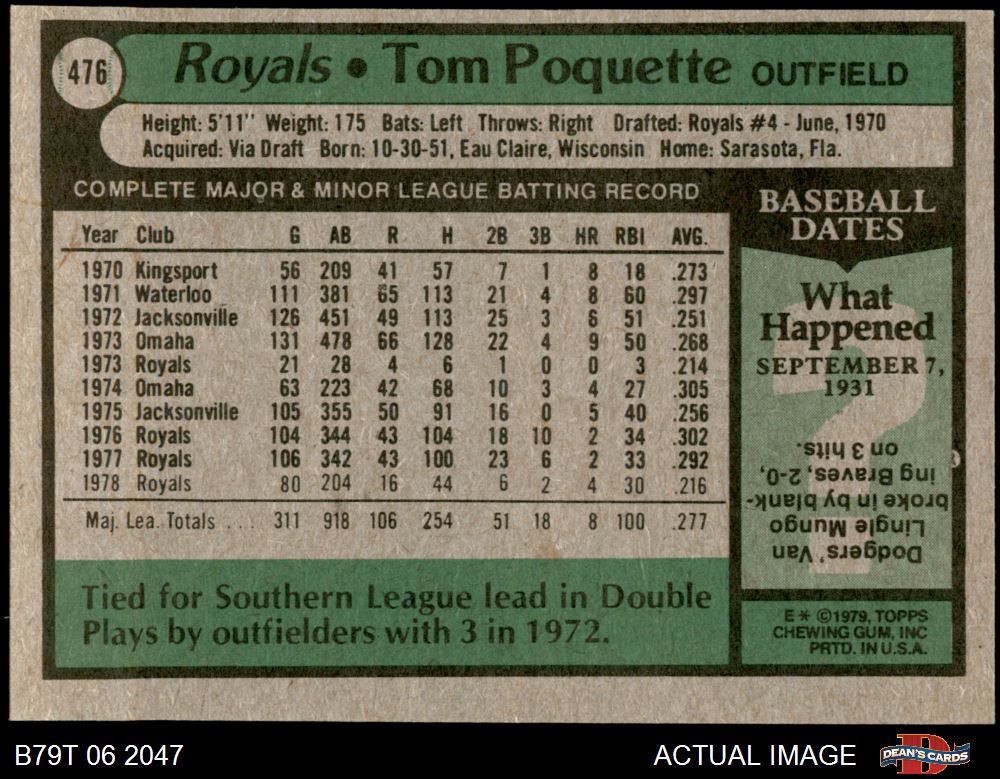 476
Royals • Tom Poquette OUTFIELD
Height: 5'11" Weight: 175 Bats: Left Throws: Right Drafted: Royals #4 - June, 1970
Acquired: Via Draft Born: 10-30-51, Eau Claire, Wisconsin Home: Sarasota, Fla.
COMPLETE MAJOR & MINOR LEAGUE BATTING RECORD
Year Club G AB R H 2B 3B HR RBI AVG.
1970 Kingsport 56 209 41 57 7 1 8 18 .273
1971 Waterloo 111 381 65 113 21 4 8 60 .297
1972 Jacksonville 126 451 49 113 25 3 6 51 .251
1973 Omaha 131 478 66 128 22 4 9 50 .268
1973 Royals 21 28 4 6 1 0 0 3 .214
1974 Omaha 63 223 42 68 10 3 4 27 .305
1975 Jacksonville 105 355 50 91 16 0 5 40 .256
1976 Royals 104 344 43 104 18 10 2 34 .302
1977 Royals 106 342 43 100 23 6 2 33 .292
1978 Royals 80 204 16 44 6 2 4 30 .216
Maj. Lea. Totals .... 311 918 106 254 51 18 8 100 .277
Tied for Southern League lead in Double
Plays by outfielders with 3 in 1972.
BASEBALL
DATES
What
Happened
SEPTEMBER 7,
1931
Dodgers' Van
Lingle Mungo
broke in by blank-
ing Braves, 2-0,
on 3 hits.
E * ©1979, TOPPS
CHEWING GUM, INC
PRTD. IN U.S.A.
B79T 06 2047
ACTUAL IMAGE
DEAN'S CARDS